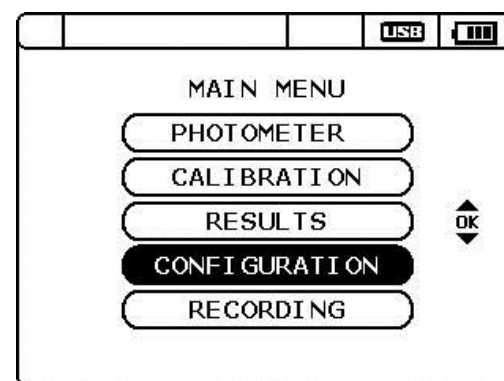 USB
MAIN MENU
PHOTOMETER
CALIBRATION
RESULTS
OK
CONFIGURATION
RECORDING